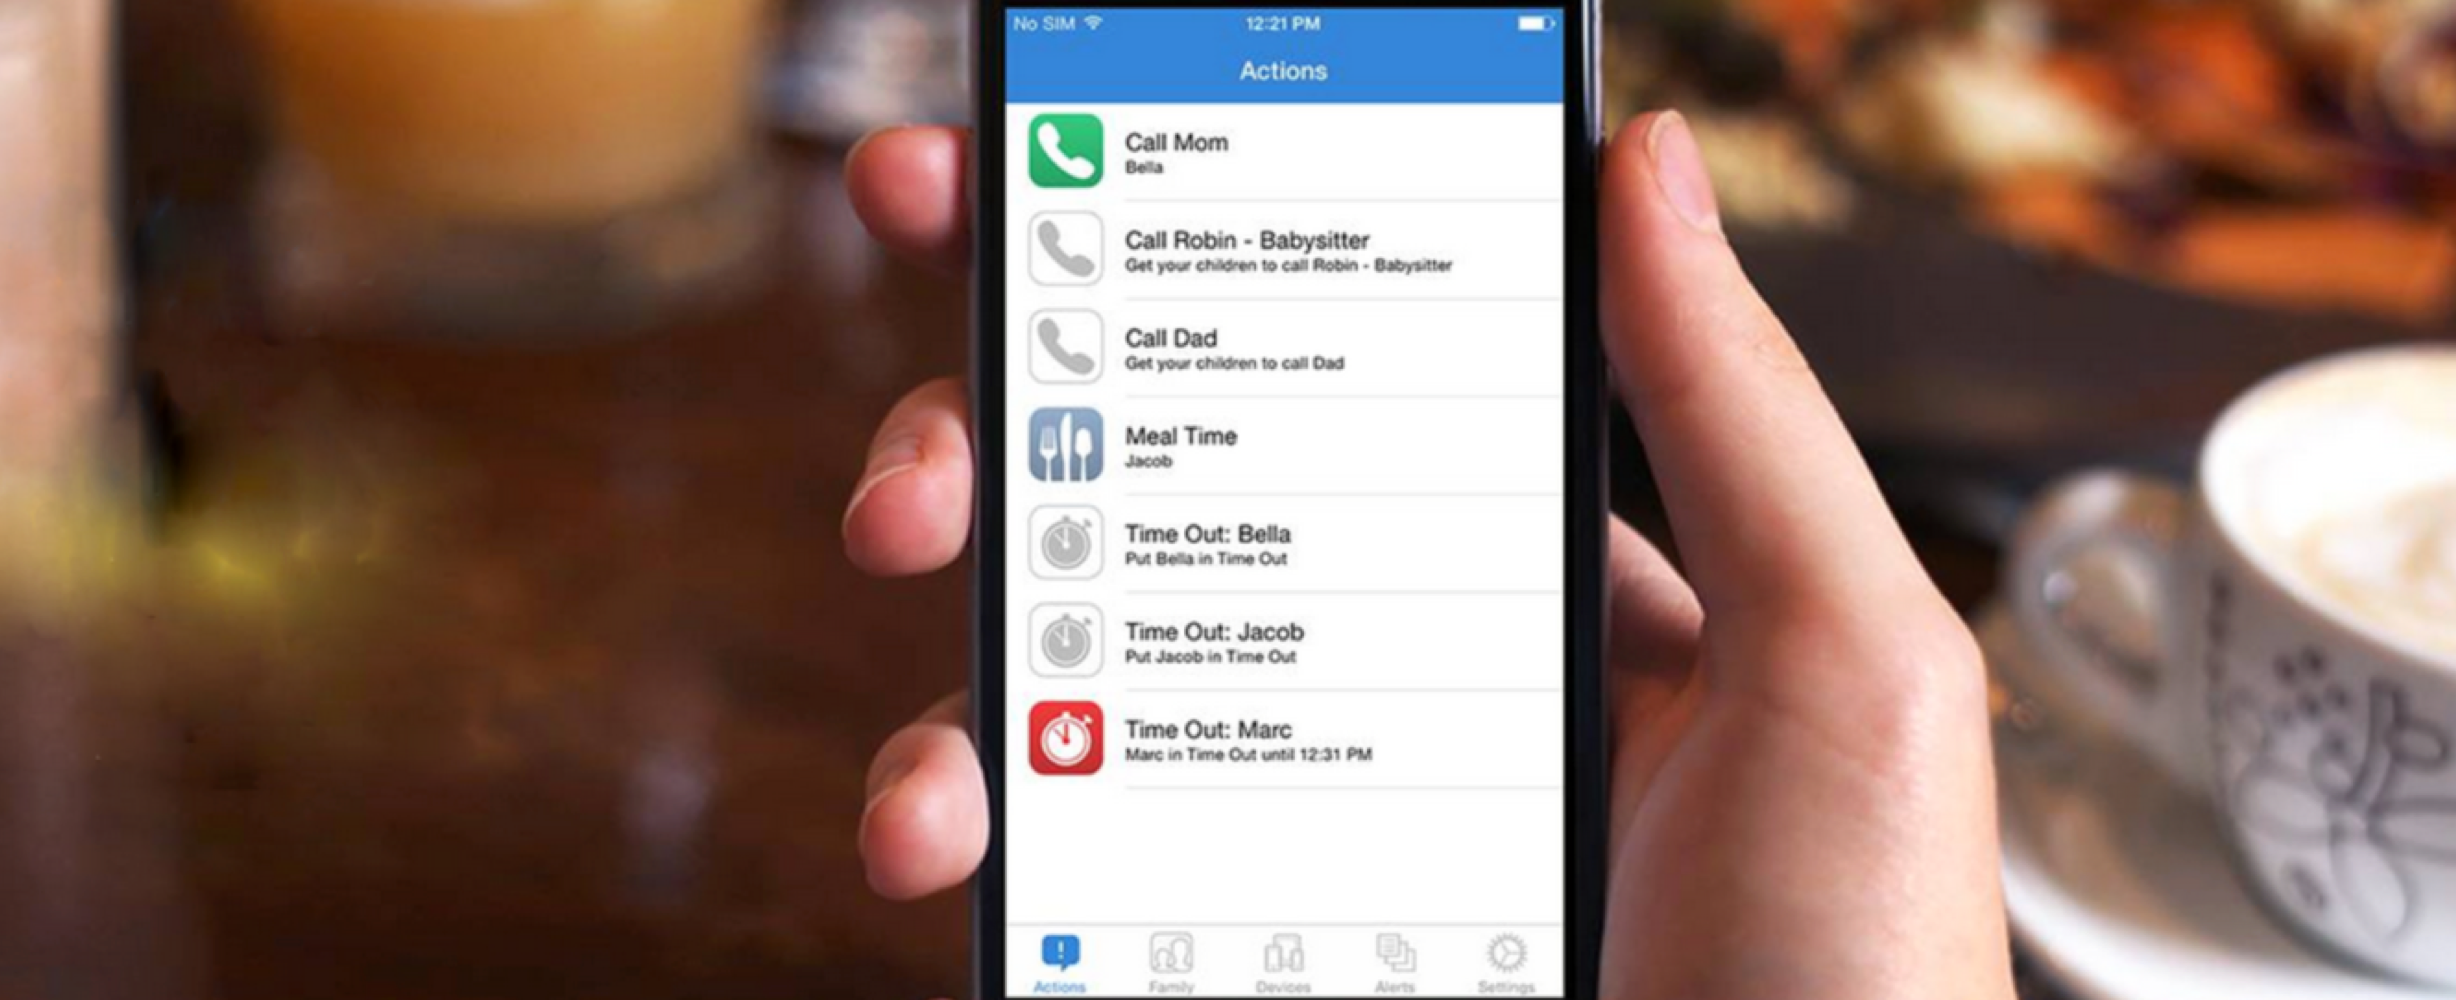 No SIM 12:21 PM
Actions
Call Mom
Bella
Call Robin - Babysitter
Get your children to call Robin - Babysitter
Call Dad
Get your children to call Dad
Meal Time
Jacob
Time Out: Bella
Put Bella in Time Out
Time Out: Jacob
Put Jacob in Time Out
Time Out: Marc
Marc in Time Out until 12:31 PM
Actions Family Devices Alerts Settings